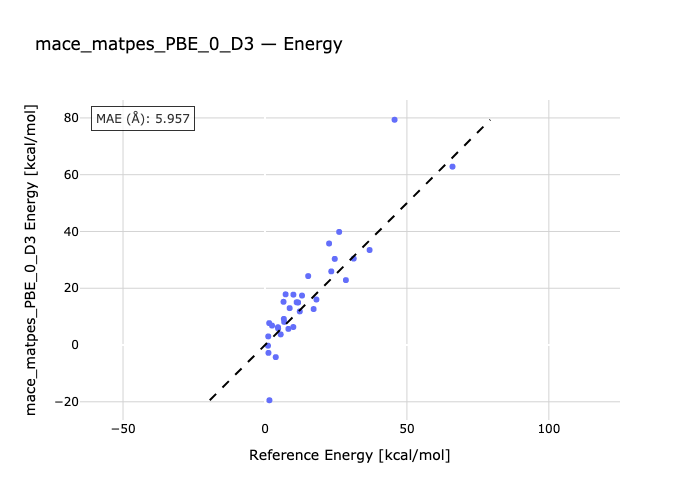 mace_matpes_PBE_0_D3 — Energy
MAE (Å): 5.957
mace_matpes_PBE_0_D3 Energy [kcal/mol]
80
60
40
20
0
−20
−50
0
50
100
Reference Energy [kcal/mol]